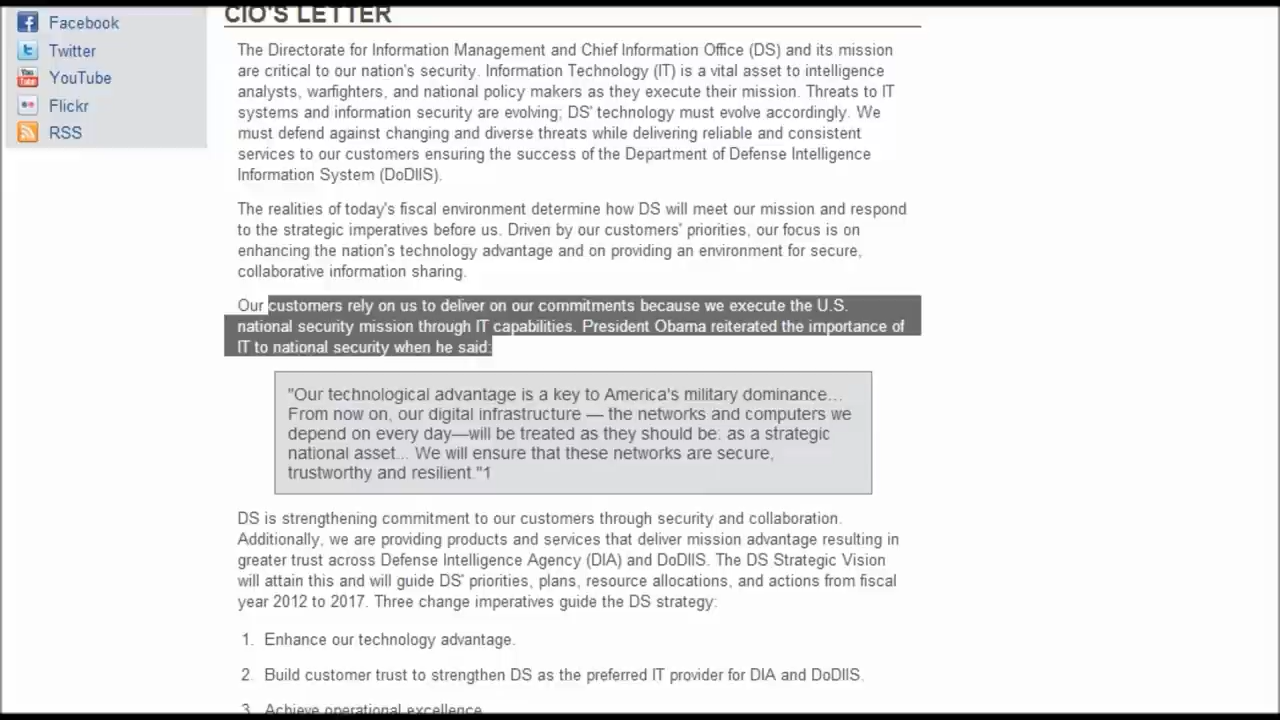 CIO'S LETTER
Facebook
Twitter
YouTube
Flickr
RSS
The Directorate for Information Management and Chief Information Office (DS) and its mission
are critical to our nation's security. Information Technology (IT) is a vital asset to intelligence
analysts, warfighters, and national policy makers as they execute their mission. Threats to IT
systems and information security are evolving; DS' technology must evolve accordingly. We
must defend against changing and diverse threats while delivering reliable and consistent
services to our customers ensuring the success of the Department of Defense Intelligence
Information System (DoDIIS).
The realities of today's fiscal environment determine how DS will meet our mission and respond
to the strategic imperatives before us. Driven by our customers' priorities, our focus is on
enhancing the nation's technology advantage and on providing an environment for secure,
collaborative information sharing.
Our customers rely on us to deliver on our commitments because we execute the U.S.
national security mission through IT capabilities. President Obama reiterated the importance of
IT to national security when he said:
"Our technological advantage is a key to America's military dominance...
From now on, our digital infrastructure — the networks and computers we
depend on every day—will be treated as they should be: as a strategic
national asset... We will ensure that these networks are secure,
trustworthy and resilient."1
DS is strengthening commitment to our customers through security and collaboration.
Additionally, we are providing products and services that deliver mission advantage resulting in
greater trust across Defense Intelligence Agency (DIA) and DoDIIS. The DS Strategic Vision
will attain this and will guide DS' priorities, plans, resource allocations, and actions from fiscal
year 2012 to 2017. Three change imperatives guide the DS strategy:
1. Enhance our technology advantage.
2. Build customer trust to strengthen DS as the preferred IT provider for DIA and DoDIIS.
3. Achieve operational excellence.